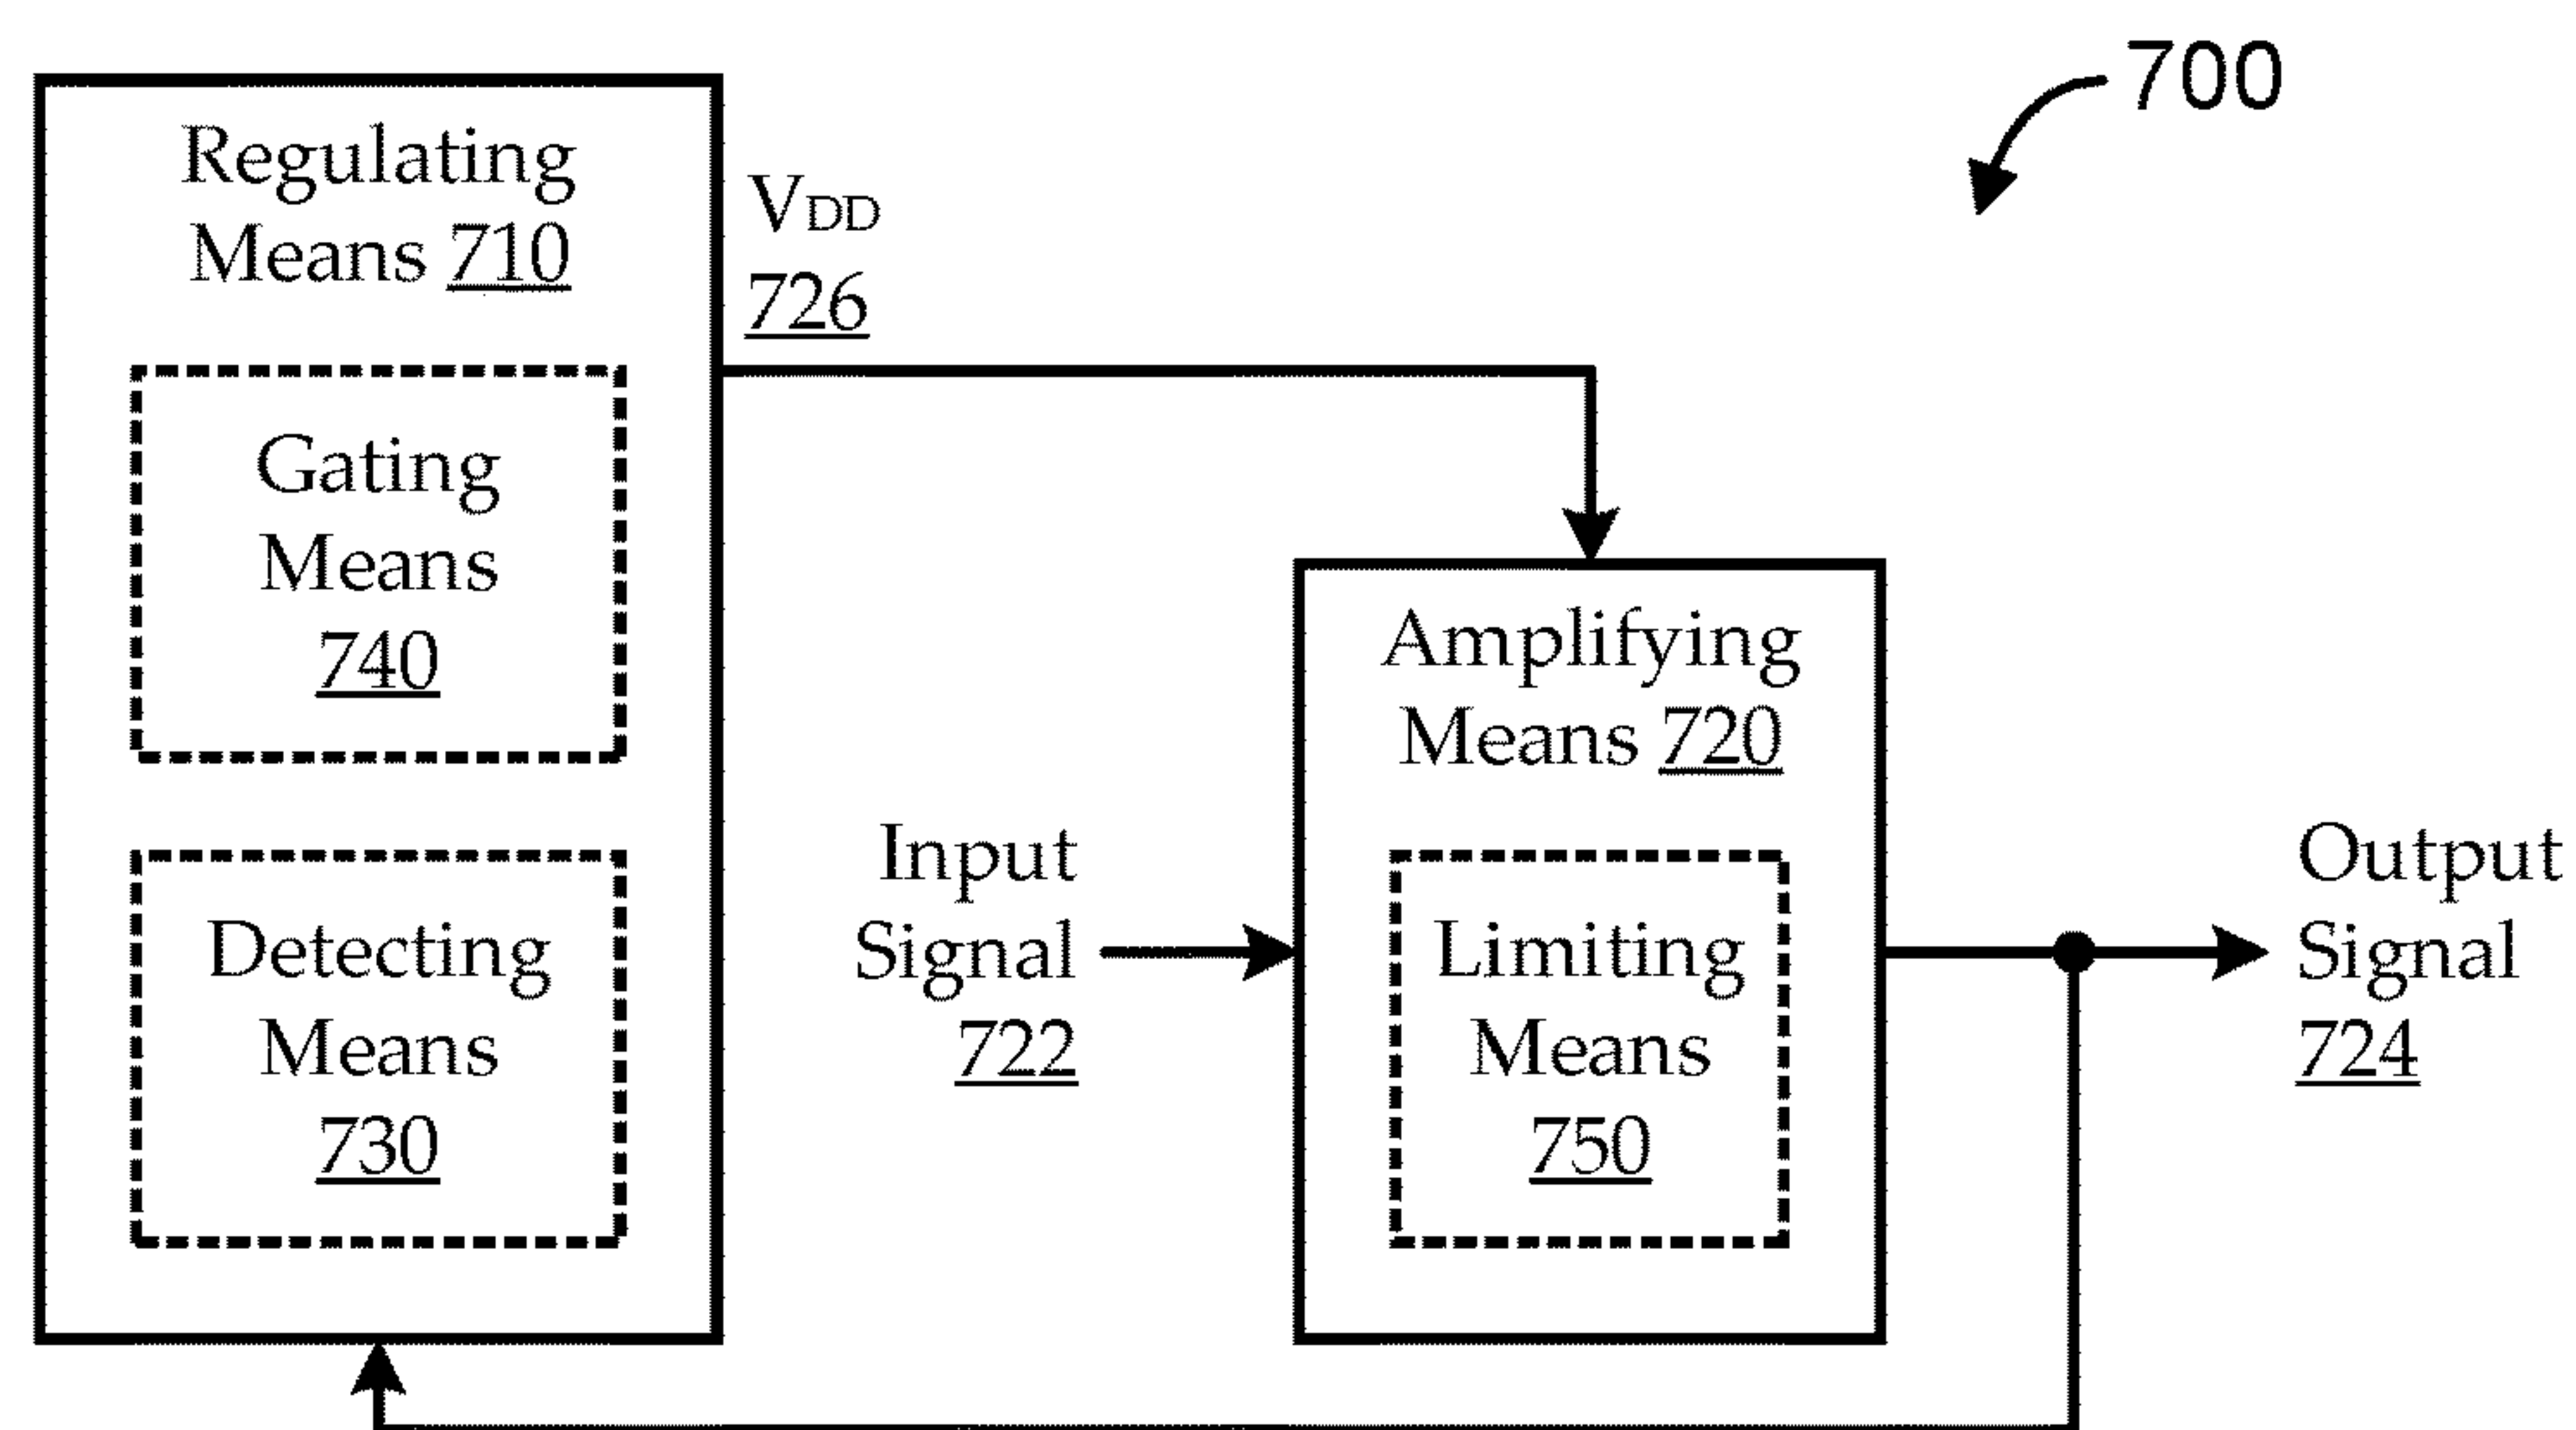 700
Regulating
Means 710
VDD
726
Gating
Means
740
Amplifying
Means 720
Input
Signal
722
Output
Signal
724
Detecting
Means
730
Limiting
Means
750